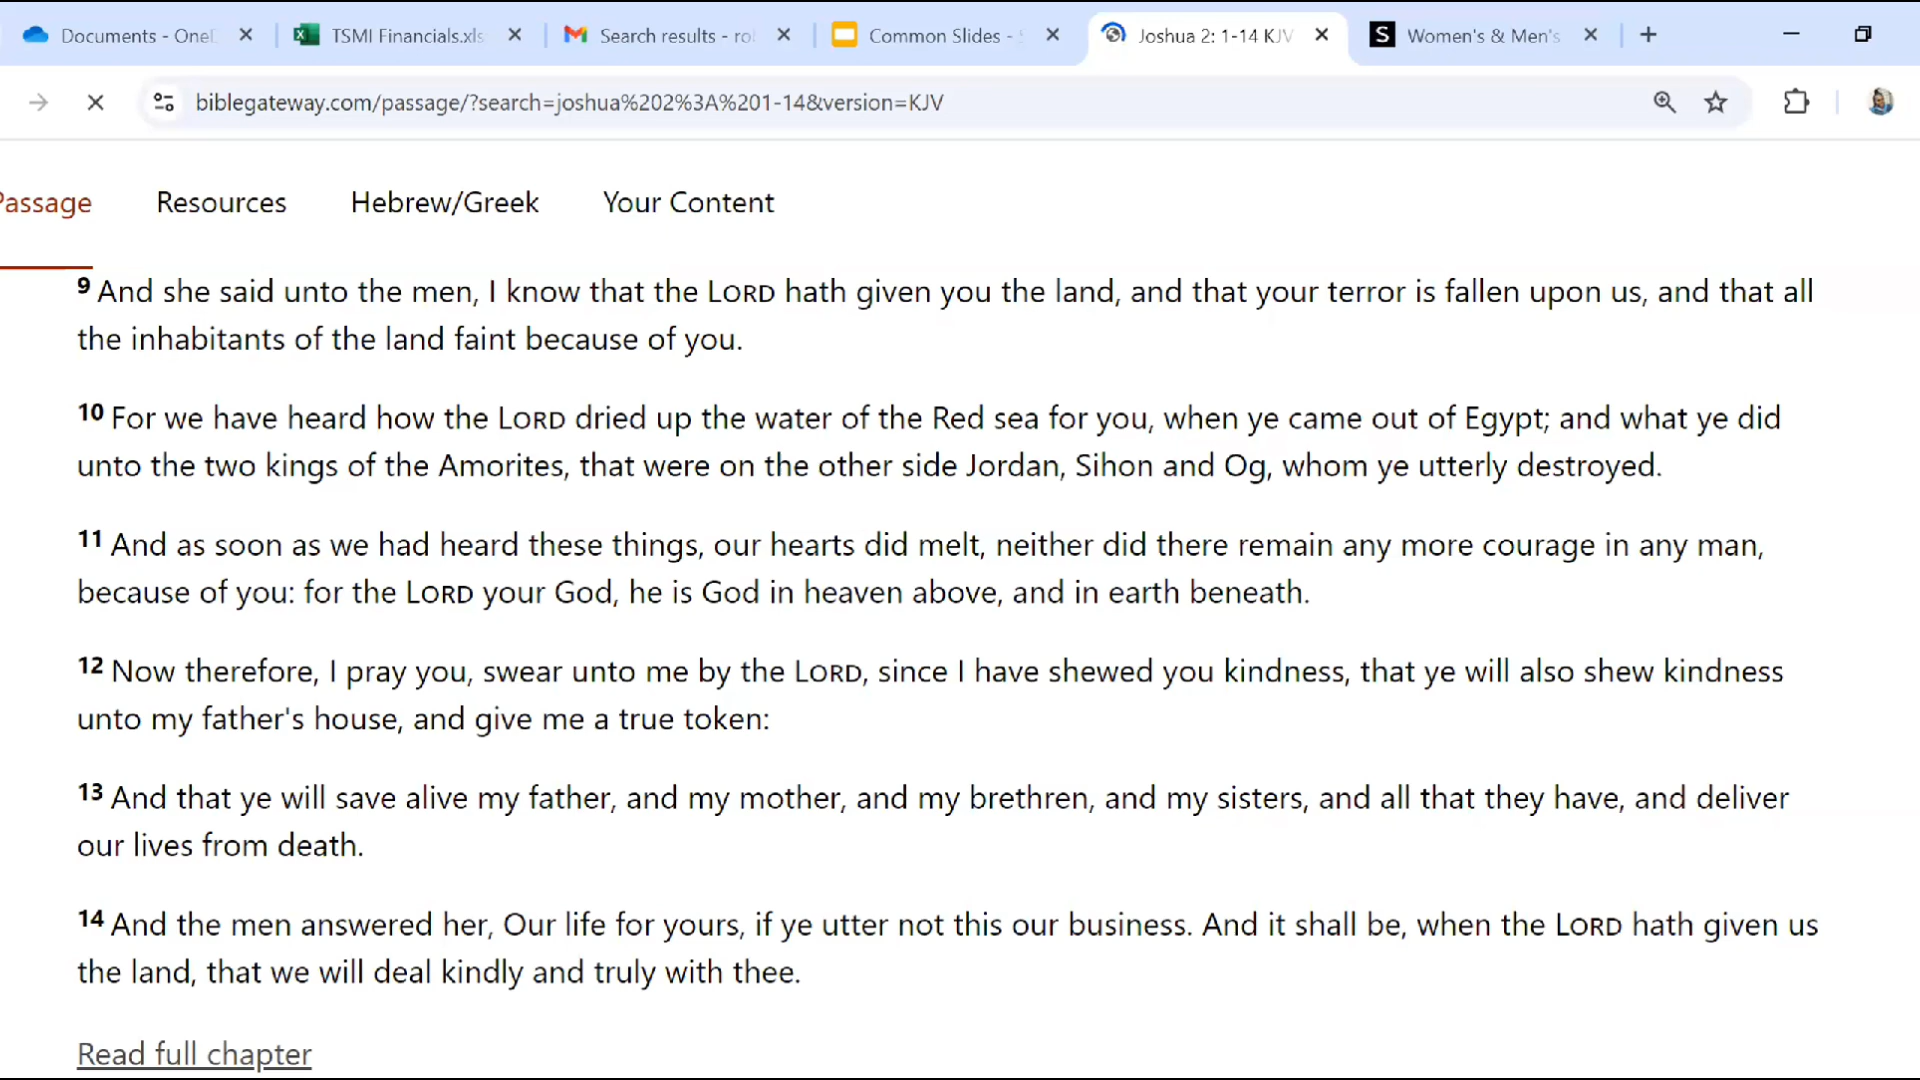 Documents - OneD
TSMI Financials.xls
Search results - ro
Common Slides -
Joshua 2: 1-14 KJV
S Women's & Men's
biblegateway.com/passage/?search=joshua%202%3A%201-14&version=KJV
Passage
Resources
Hebrew/Greek
Your Content
9 And she said unto the men, I know that the LORD hath given you the land, and that your terror is fallen upon us, and that all
the inhabitants of the land faint because of you.
10 For we have heard how the LORD dried up the water of the Red sea for you, when ye came out of Egypt; and what ye did
unto the two kings of the Amorites, that were on the other side Jordan, Sihon and Og, whom ye utterly destroyed.
11 And as soon as we had heard these things, our hearts did melt, neither did there remain any more courage in any man,
because of you: for the LORD your God, he is God in heaven above, and in earth beneath.
12 Now therefore, I pray you, swear unto me by the LORD, since I have shewed you kindness, that ye will also shew kindness
unto my father's house, and give me a true token:
13 And that ye will save alive my father, and my mother, and my brethren, and my sisters, and all that they have, and deliver
our lives from death.
14 And the men answered her, Our life for yours, if ye utter not this our business. And it shall be, when the LORD hath given us
the land, that we will deal kindly and truly with thee.
Read full chapter